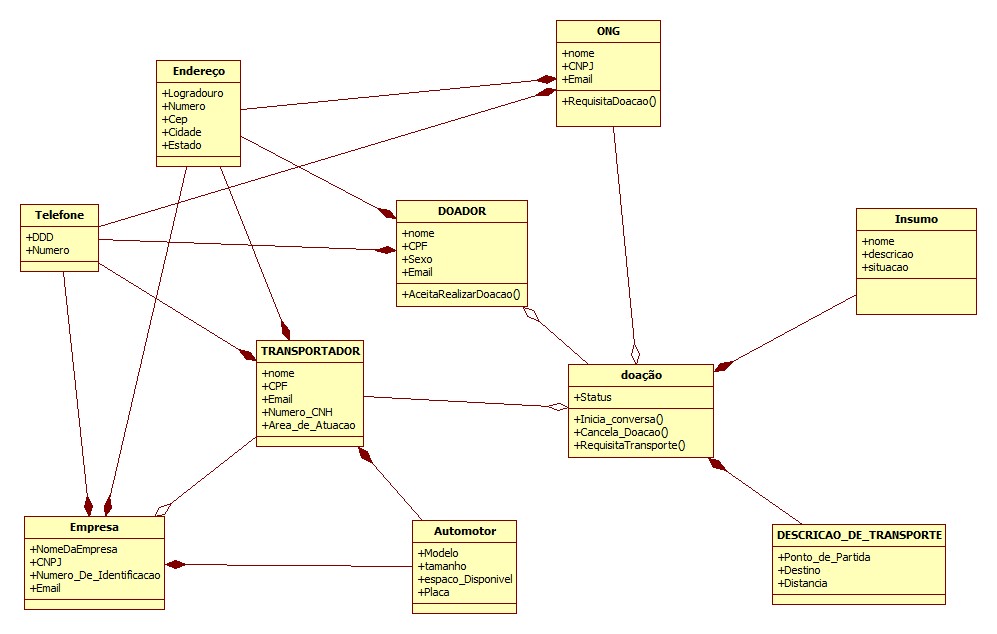 ONG
+nome
+CNPJ
+Email
+RequisitaDoacao()
Endereço
+Logradouro
+Numero
+Cep
+Cidade
+Estado
Telefone
+DDD
+Numero
DOADOR
+nome
+CPF
+Sexo
+Email
+AceitaRealizarDoacao()
Insumo
+nome
+descricao
+situacao
TRANSPORTADOR
+nome
+CPF
+Email
+Numero_CNH
+Area_de_Atuacao
doação
+Status
+Inicia_conversa()
+Cancela_Doacao()
+RequisitaTransporte()
Empresa
+NomeDaEmpresa
+CNPJ
+Numero_De_Identificacao
+Email
Automotor
+Modelo
+tamanho
+espaco_Disponivel
+Placa
DESCRICAO_DE_TRANSPORTE
+Ponto_de_Partida
+Destino
+Distancia